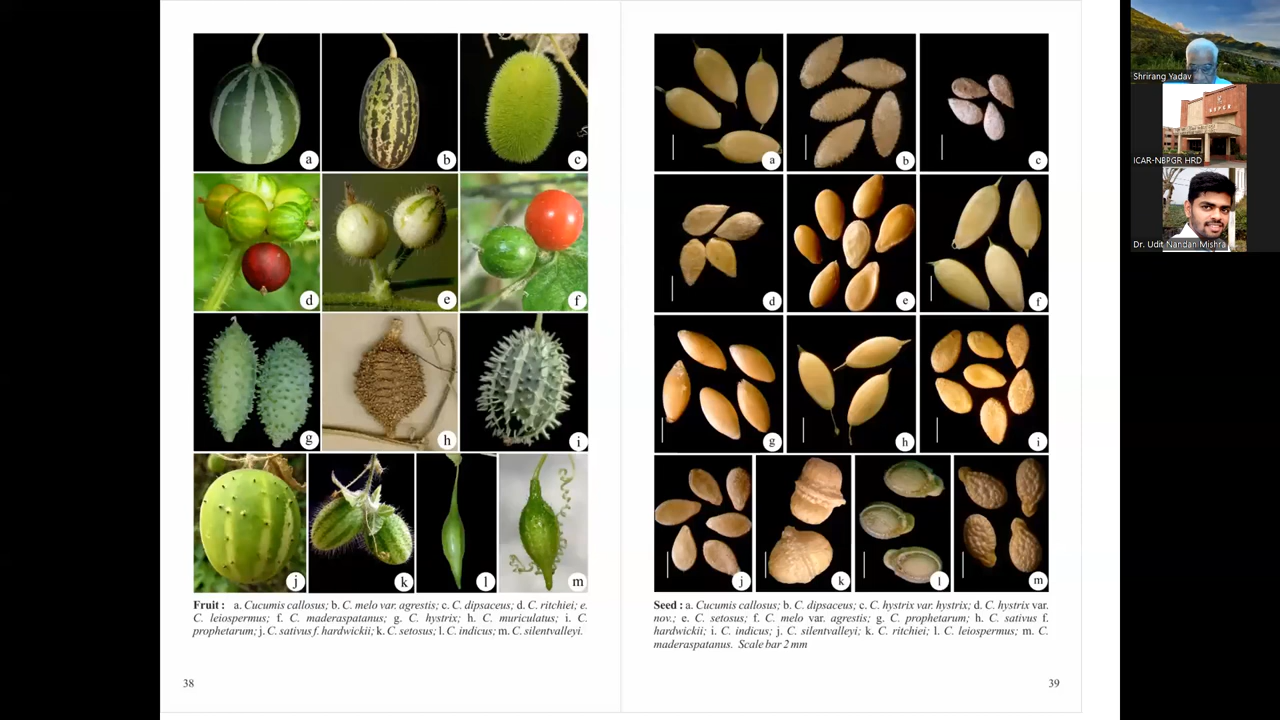 a
b
c
d
e
f
g
h
i
j
k
l
m
Fruit : a. Cucumis callosus; b. C. melo var. agrestis; c. C. dipsaceus; d. C. ritchiei; e.
C. leiospermus; f. C. maderaspatanus; g. C. hystrix; h. C. muriculatus; i. C.
prophetarum; j. C. sativus f. hardwickii; k. C. setosus; l. C. indicus; m. C. silentvalleyi.
38
a
b
c
d
e
f
g
h
i
j
k
l
m
Seed : a. Cucumis callosus; b. C. dipsaceus; c. C. hystrix var. hystrix; d. C. hystrix var.
nov.; e. C. setosus; f. C. melo var. agrestis; g. C. prophetarum; h. C. sativus f.
hardwickii; i. C. indicus; j. C. silentvalleyi; k. C. ritchiei; l. C. leiospermus; m. C.
maderaspatanus. Scale bar 2 mm
39
Shrirang Yadav
ICAR-NBPGR HRD
Dr. Udit Nandan Mishra